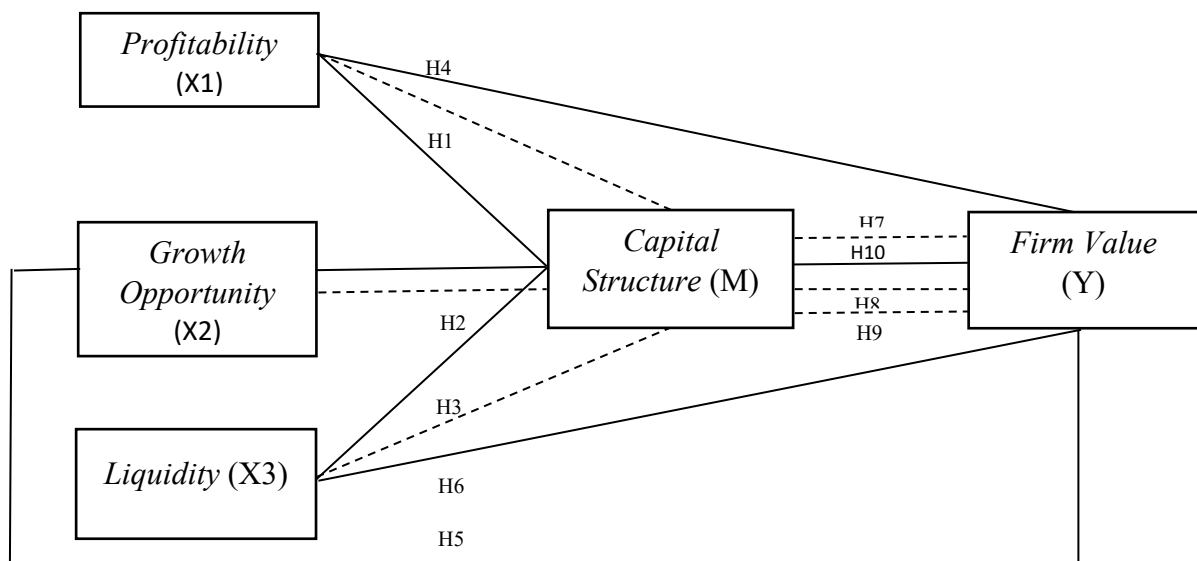 Profitability
(X1)
H4
H1
Growth
Opportunity
(X2)
Capital
Structure (M)
H7
H10
H8
H9
Firm Value
(Y)
H2
H3
Liquidity (X3)
H6
H5